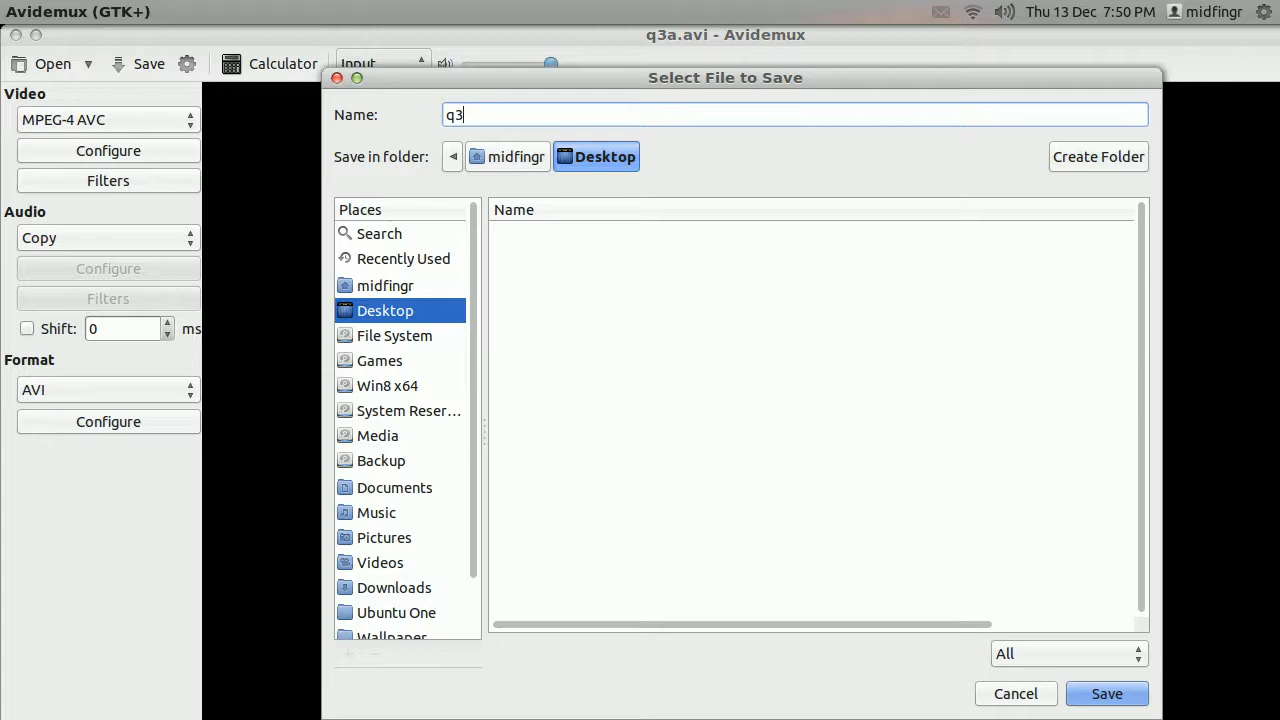 Avidemux (GTK+)
Thu 13 Dec 7:50 PM
midfingr
q3a.avi - Avidemux
Open
Save
Calculator
Input
Select File to Save
Video
MPEG-4 AVC
Configure
Filters
Audio
Copy
Configure
Filters
Shift: 0 ms
Format
AVI
Configure
Name: q3
Save in folder: midfingr Desktop
Create Folder
Places
Search
Recently Used
midfingr
Desktop
File System
Games
Win8 x64
System Reser...
Media
Backup
Documents
Music
Pictures
Videos
Downloads
Ubuntu One
Wallpaper
Name
All
Cancel
Save